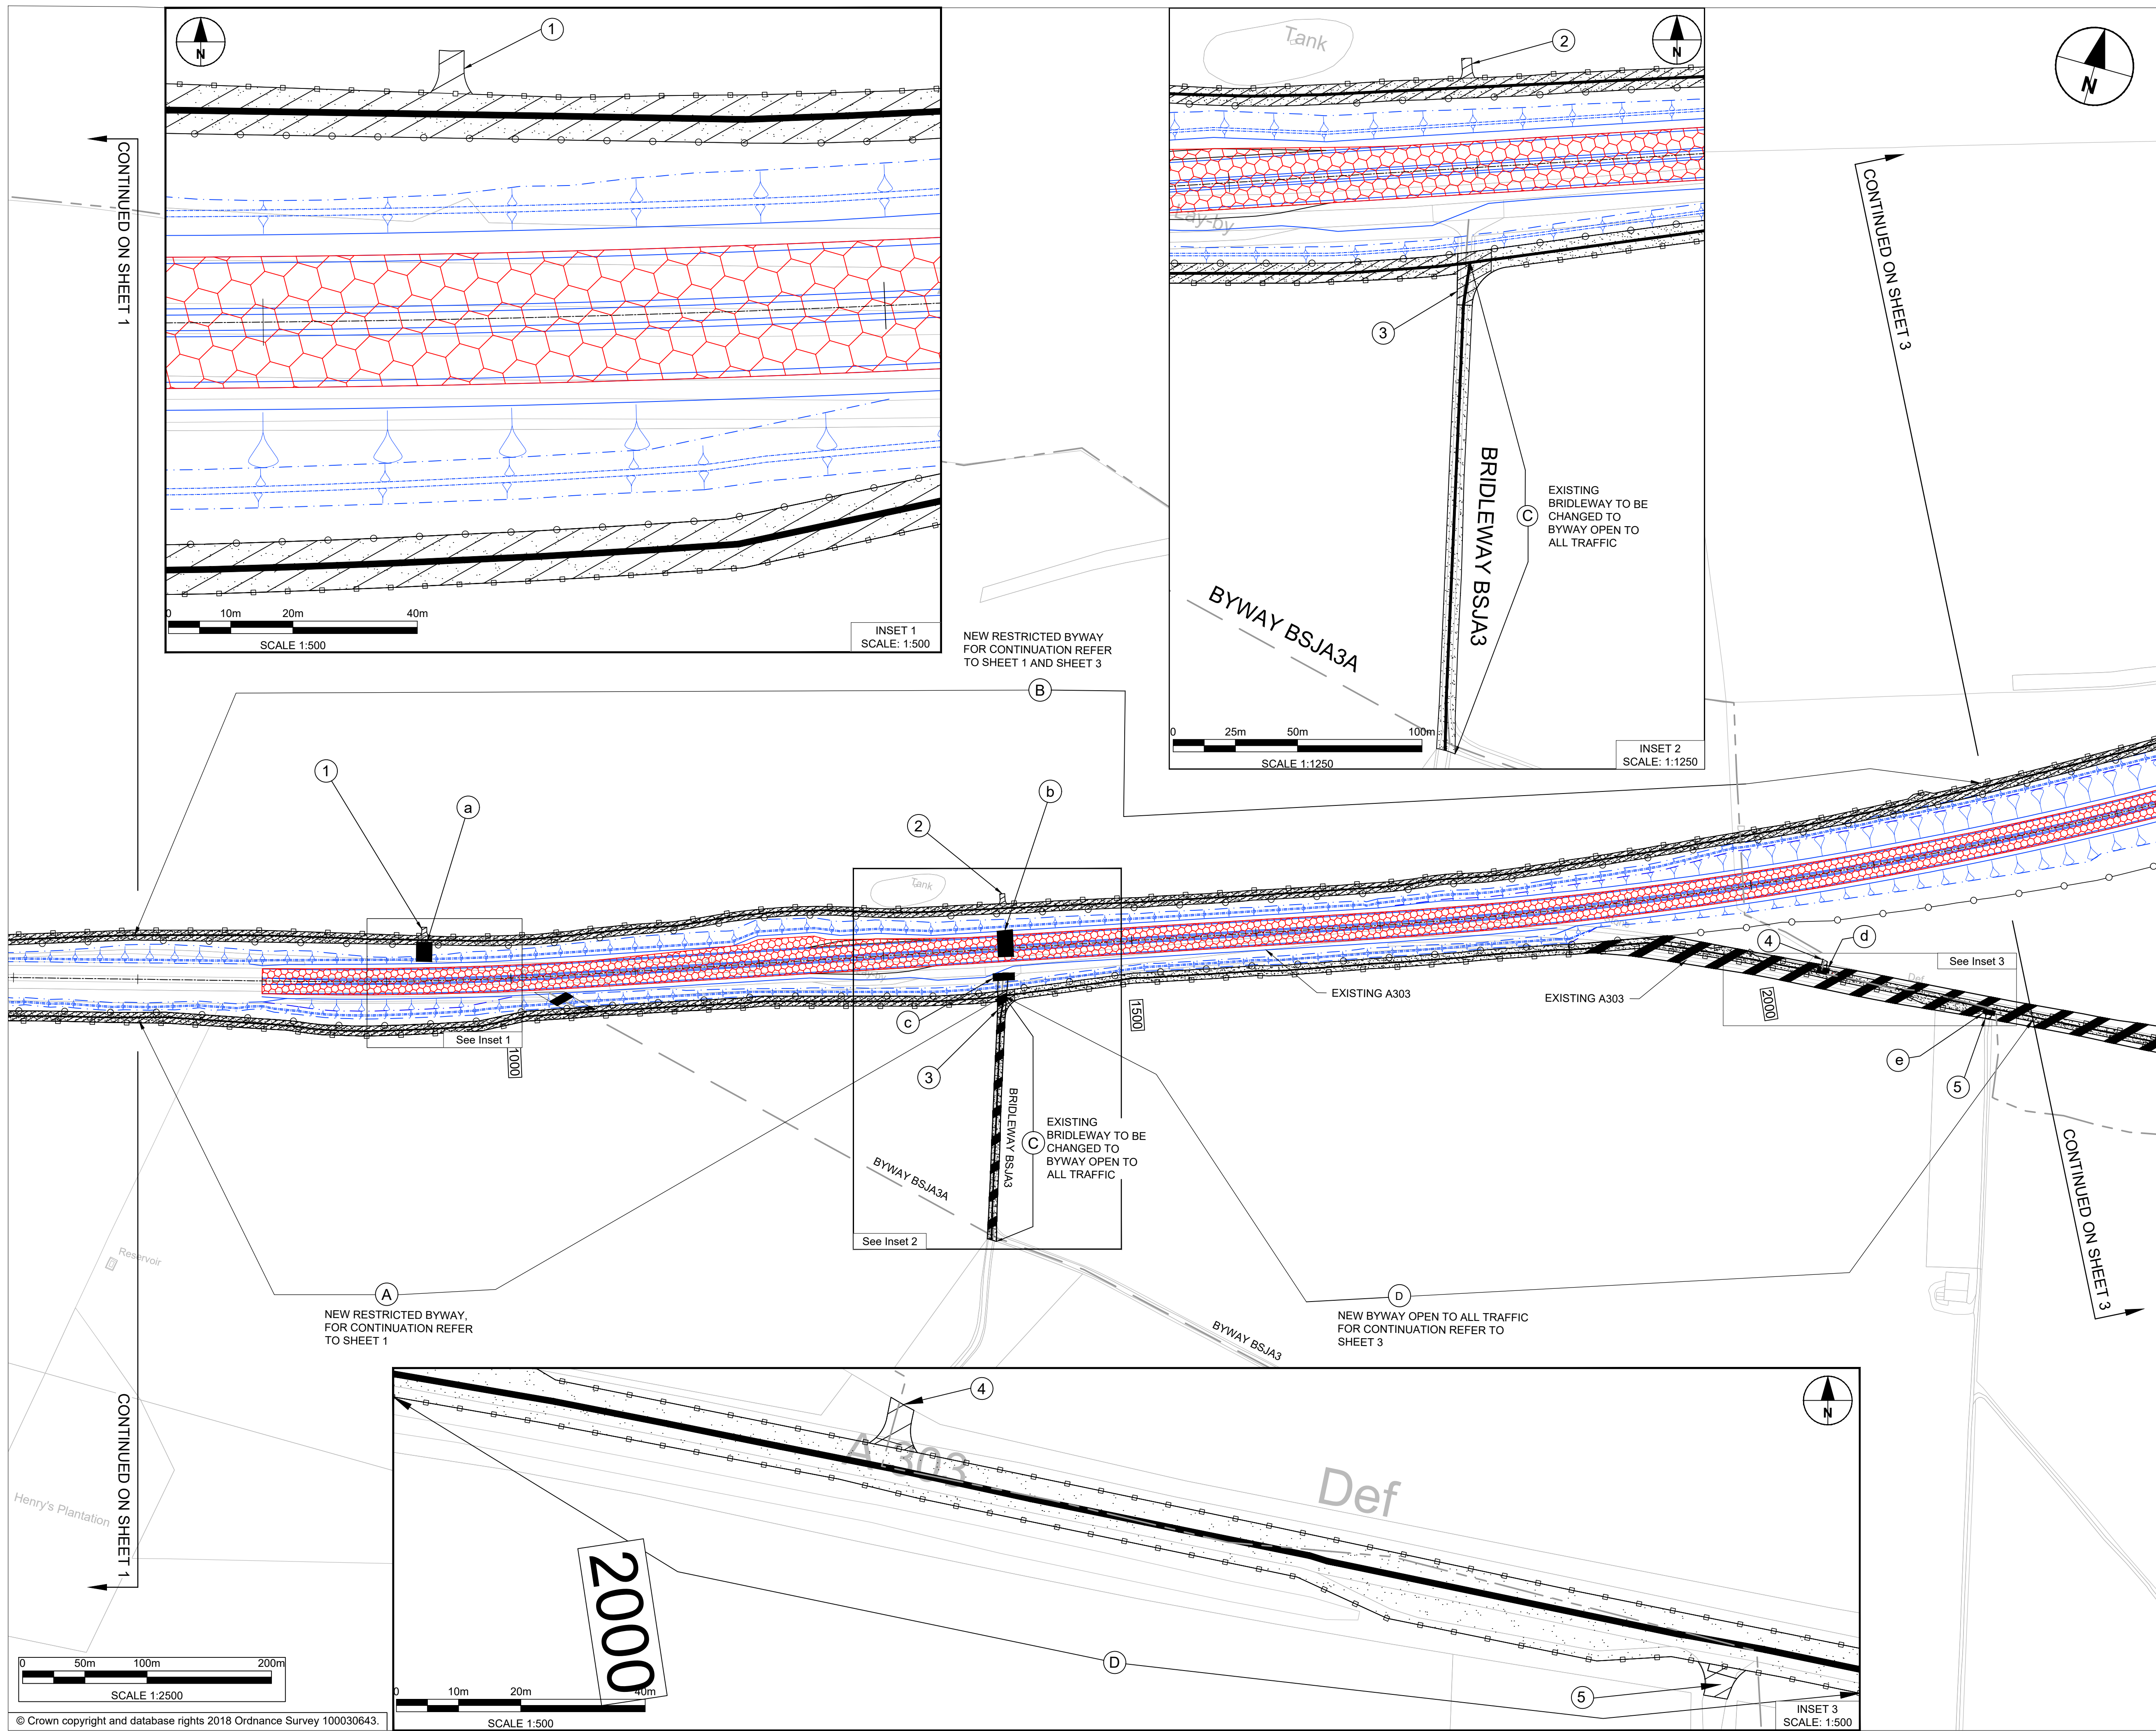 N
1
CONTINUED ON SHEET 1
0 10m 20m 40m
SCALE 1:500
INSET 1
SCALE: 1:500
Tank
2
N
Lay-by
3
BRIDLEWAY BSJA3
C
EXISTING
BRIDLEWAY TO BE
CHANGED TO
BYWAY OPEN TO
ALL TRAFFIC
BYWAY BSJA3A
0 25m 50m 100m
SCALE 1:1250
INSET 2
SCALE: 1:1250
N
CONTINUED ON SHEET 3
NEW RESTRICTED BYWAY
FOR CONTINUATION REFER
TO SHEET 1 AND SHEET 3
B
1
a
2
b
Tank
4
d
See Inset 3
Def
EXISTING A303
EXISTING A303
2000
1500
1000
See Inset 1
c
3
e
5
BRIDLEWAY BSJA3
C
EXISTING
BRIDLEWAY TO BE
CHANGED TO
BYWAY OPEN TO
ALL TRAFFIC
BYWAY BSJA3A
See Inset 2
CONTINUED ON SHEET 3
Reservoir
A
NEW RESTRICTED BYWAY,
FOR CONTINUATION REFER
TO SHEET 1
D
NEW BYWAY OPEN TO ALL TRAFFIC
FOR CONTINUATION REFER TO
SHEET 3
BYWAY BSJA3
CONTINUED ON SHEET 1
Henry's Plantation
4
N
A 303
Def
2000
D
5
0 10m 20m 40m
SCALE 1:500
INSET 3
SCALE: 1:500
0 50m 100m 200m
SCALE 1:2500
© Crown copyright and database rights 2018 Ordnance Survey 100030643.